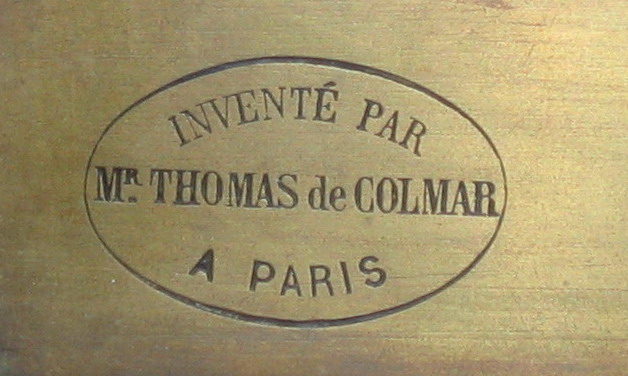 INVENTÉ PAR
MR. THOMAS de COLMAR
A PARIS